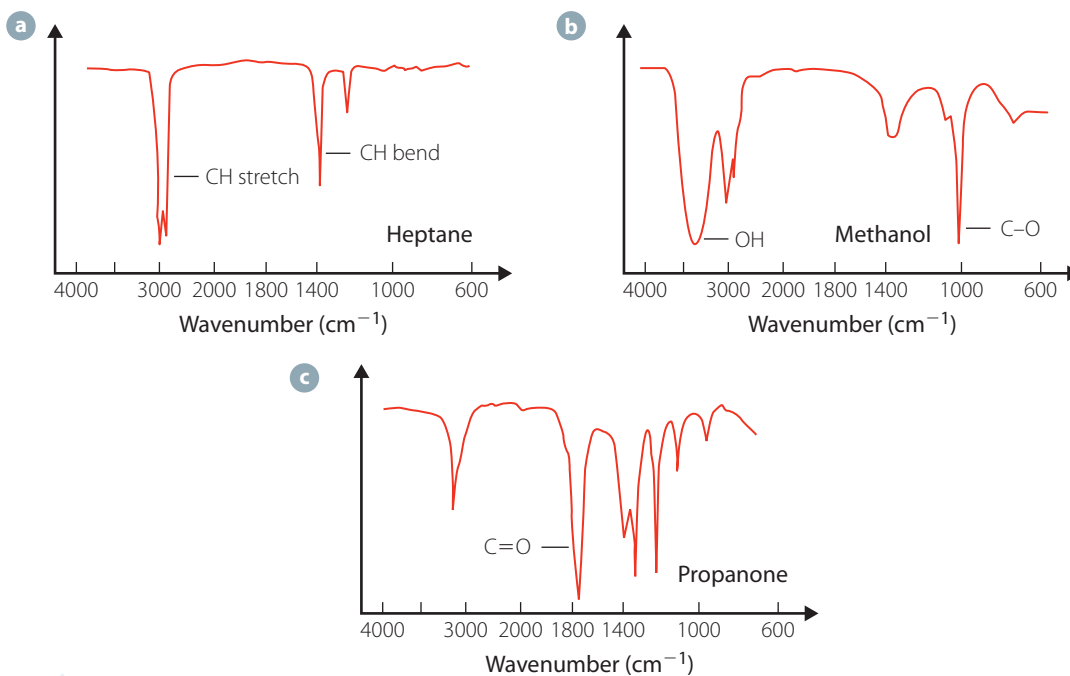 a
CH stretch
CH bend
Heptane
4000 3000 2000 1800 1400 1000 600
Wavenumber (cm⁻¹)
b
OH
Methanol
C–O
4000 3000 2000 1800 1400 1000 600
Wavenumber (cm⁻¹)
c
C=O
Propanone
4000 3000 2000 1800 1400 1000 600
Wavenumber (cm⁻¹)